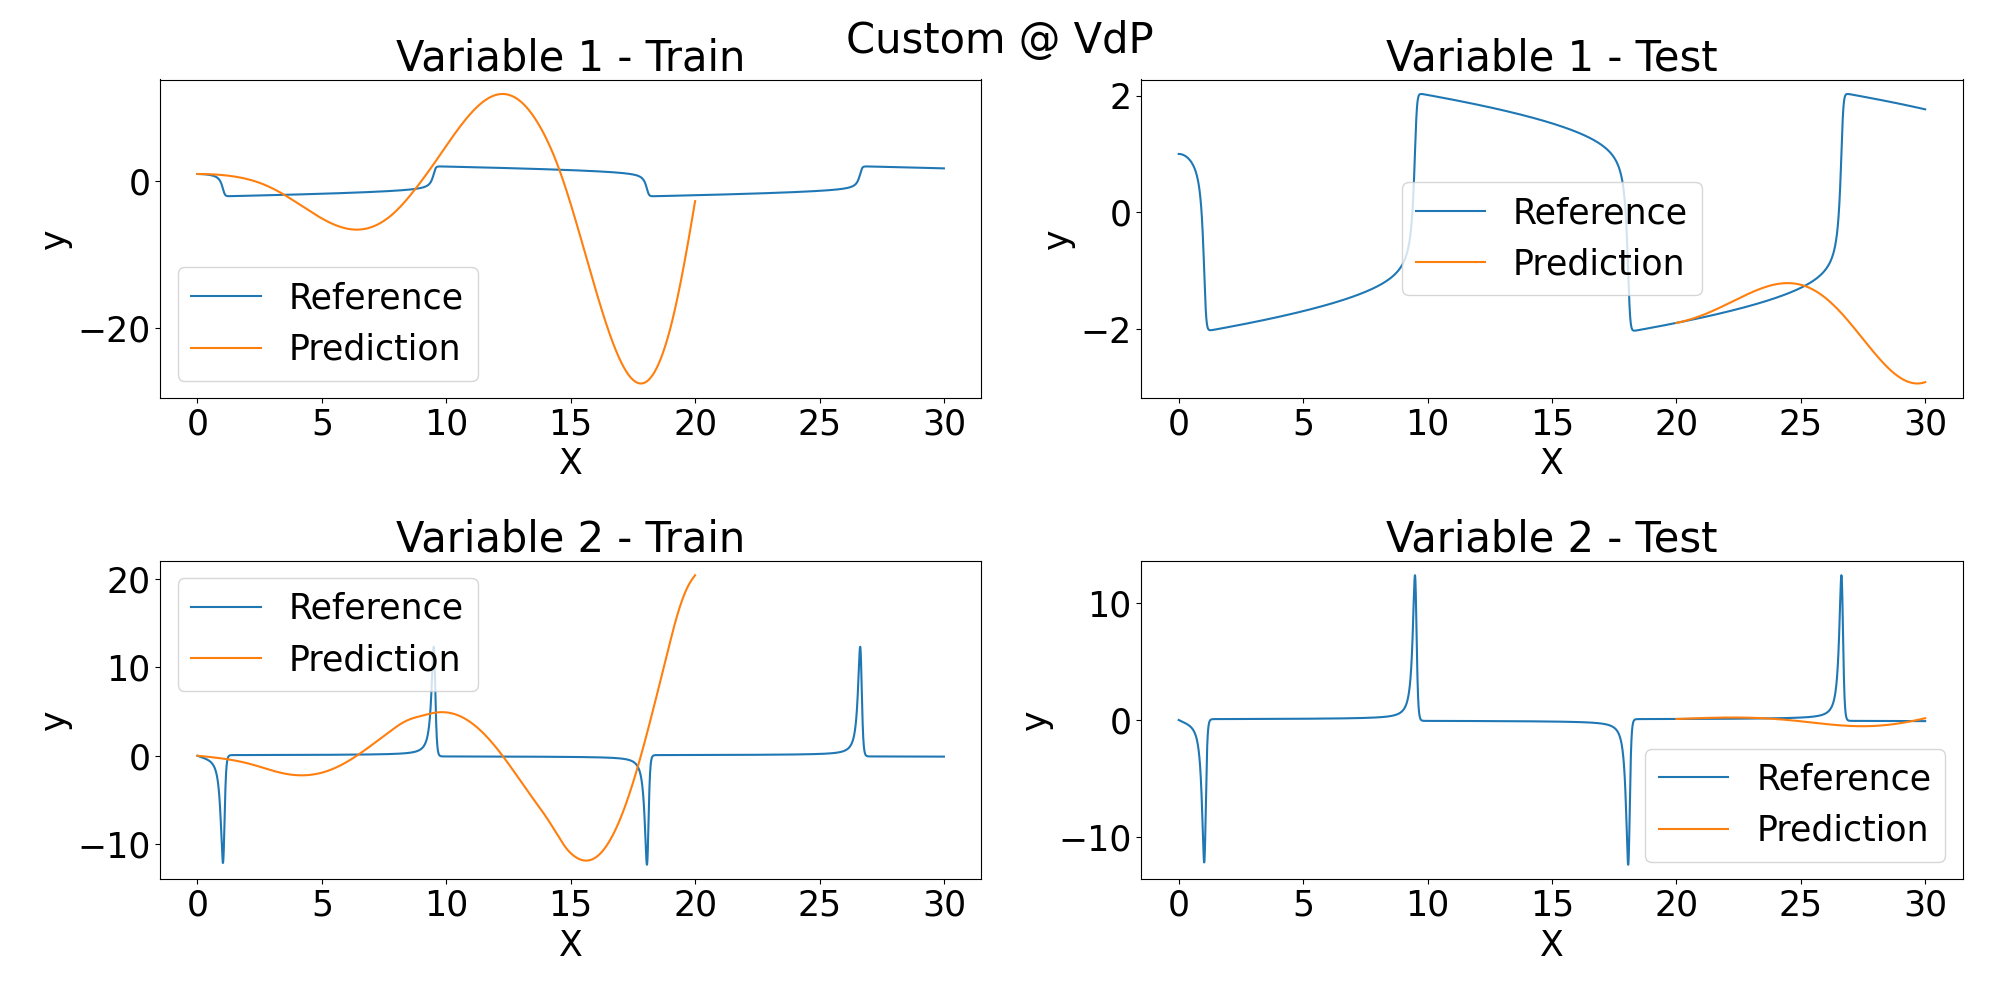 Custom @ VdP
Variable 1 - Train
0
−20
y
Reference
Prediction
0 5 10 15 20 25 30
X
Variable 1 - Test
2
0
−2
y
Reference
Prediction
0 5 10 15 20 25 30
X
Variable 2 - Train
20
10
0
−10
y
Reference
Prediction
0 5 10 15 20 25 30
X
Variable 2 - Test
10
0
−10
y
Reference
Prediction
0 5 10 15 20 25 30
X